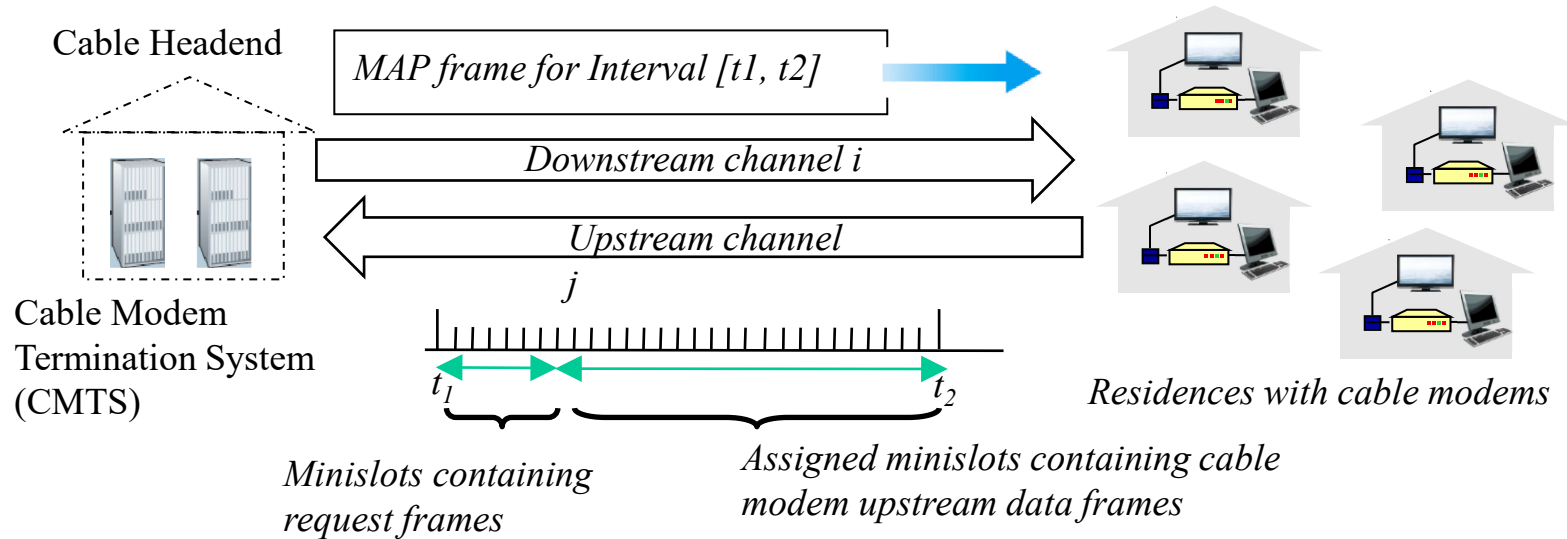 Cable Headend
MAP frame for Interval [t1, t2]
Downstream channel i
Upstream channel
j
Cable Modem
Termination System
(CMTS)
t1
t2
Residences with cable modems
Minislots containing
request frames
Assigned minislots containing cable
modem upstream data frames